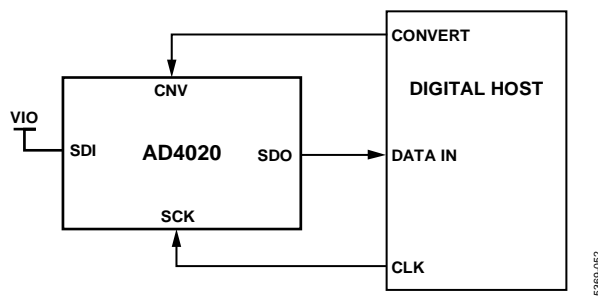 CONVERT
CNV
DIGITAL HOST
VIO
SDI
AD4020
SDO
DATA IN
SCK
CLK